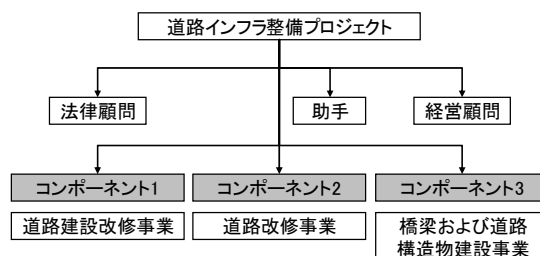 道路インフラ整備プロジェクト
法律顧問
助手
経営顧問
コンポーネント1
コンポーネント2
コンポーネント3
道路建設改修事業
道路改修事業
橋梁および道路
構造物建設事業